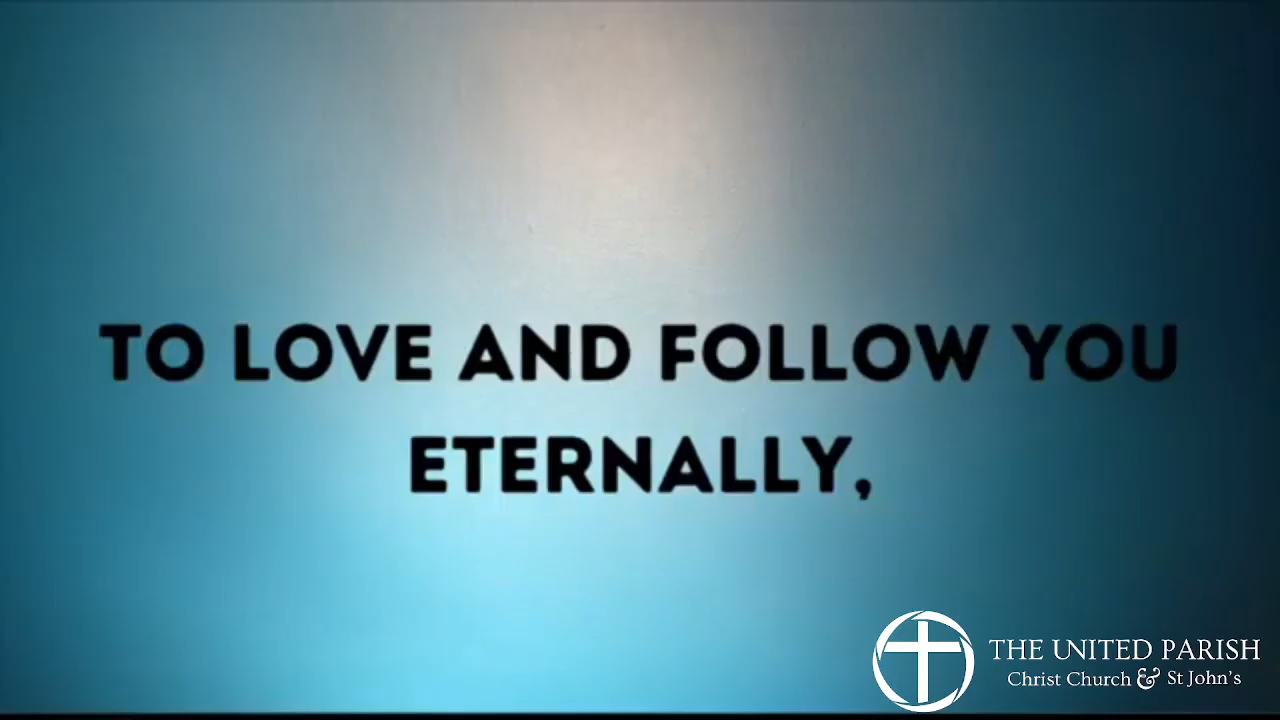 TO LOVE AND FOLLOW YOU
ETERNALLY,
THE UNITED PARISH
Christ Church & St John's